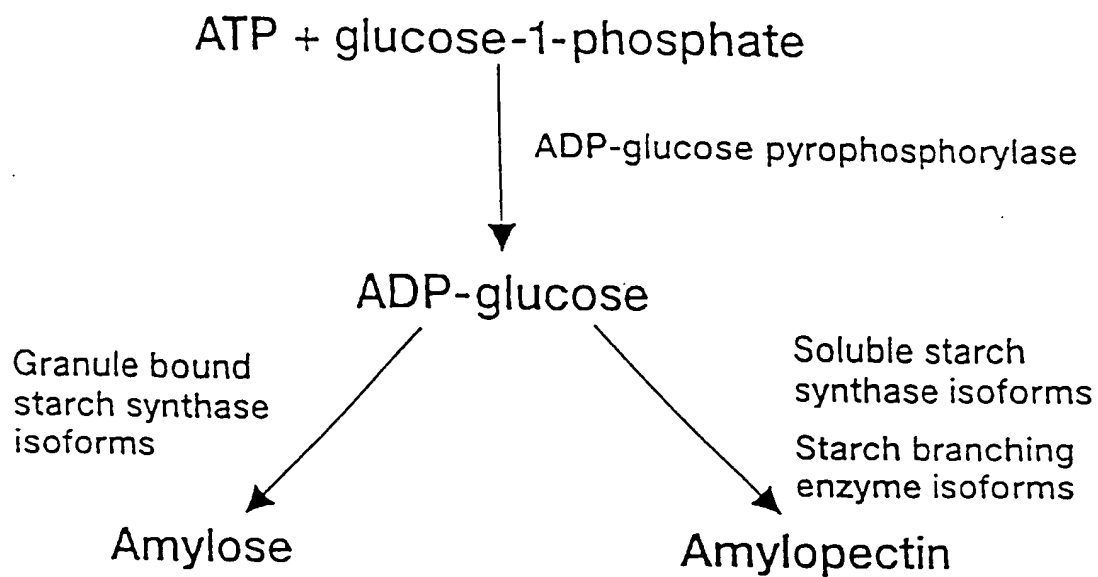 ATP + glucose-1-phosphate
ADP-glucose pyrophosphorylase
ADP-glucose
Granule bound
starch synthase
isoforms
Soluble starch
synthase isoforms
Starch branching
enzyme isoforms
Amylose
Amylopectin